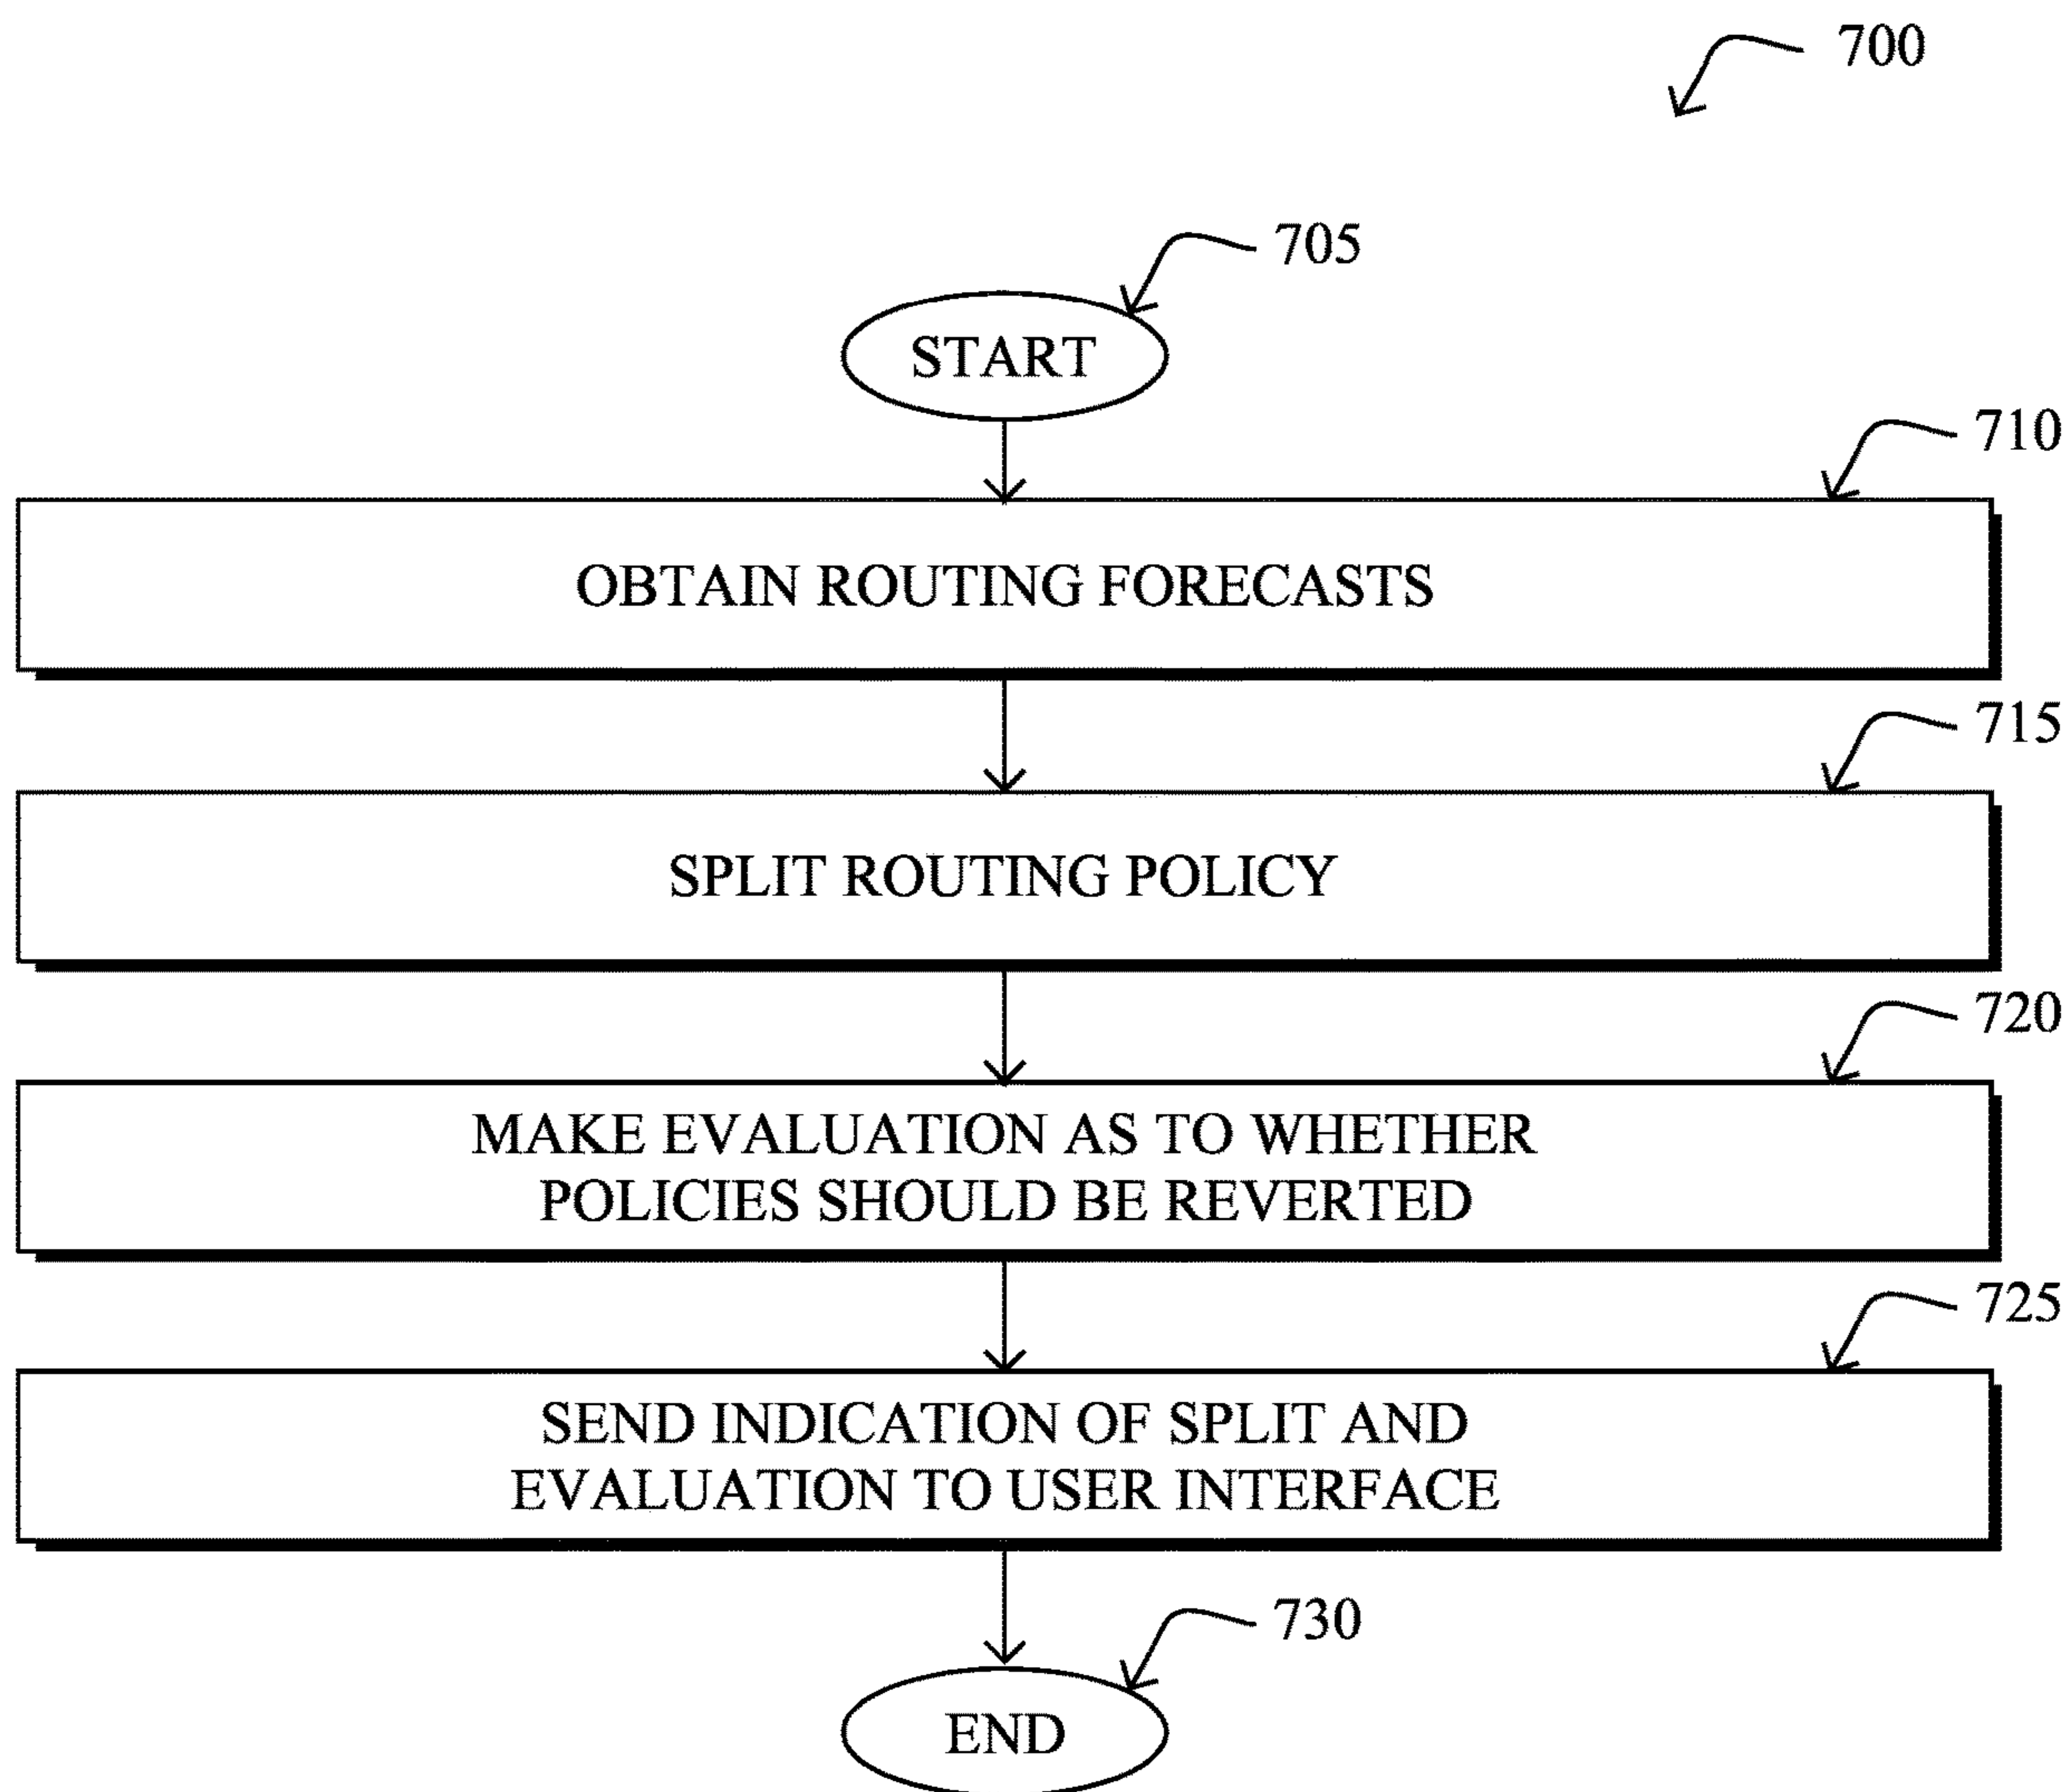 700
705
START
710
OBTAIN ROUTING FORECASTS
715
SPLIT ROUTING POLICY
720
MAKE EVALUATION AS TO WHETHER
POLICIES SHOULD BE REVERTED
725
SEND INDICATION OF SPLIT AND
EVALUATION TO USER INTERFACE
730
END